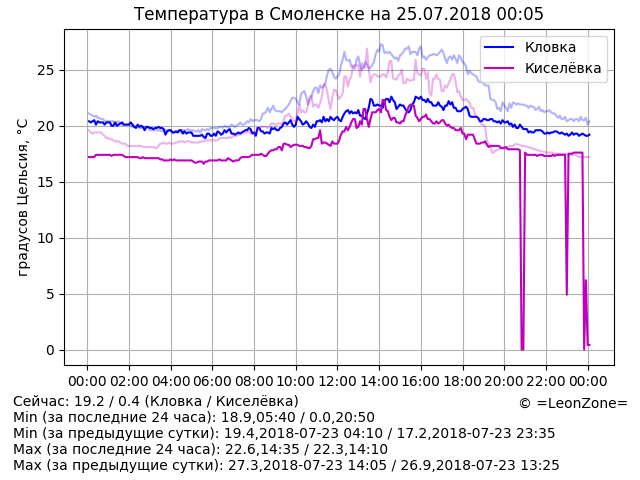 Температура в Смоленске на 25.07.2018 00:05
Кловка
Киселёвка
градусов Цельсия, °C
25
20
15
10
5
0
00:00 02:00 04:00 06:00 08:00 10:00 12:00 14:00 16:00 18:00 20:00 22:00 00:00
Сейчас: 19.2 / 0.4 (Кловка / Киселёвка)
© =LeonZone=
Min (за последние 24 часа): 18.9,05:40 / 0.0,20:50
Min (за предыдущие сутки): 19.4,2018-07-23 04:10 / 17.2,2018-07-23 23:35
Max (за последние 24 часа): 22.6,14:35 / 22.3,14:10
Max (за предыдущие сутки): 27.3,2018-07-23 14:05 / 26.9,2018-07-23 13:25